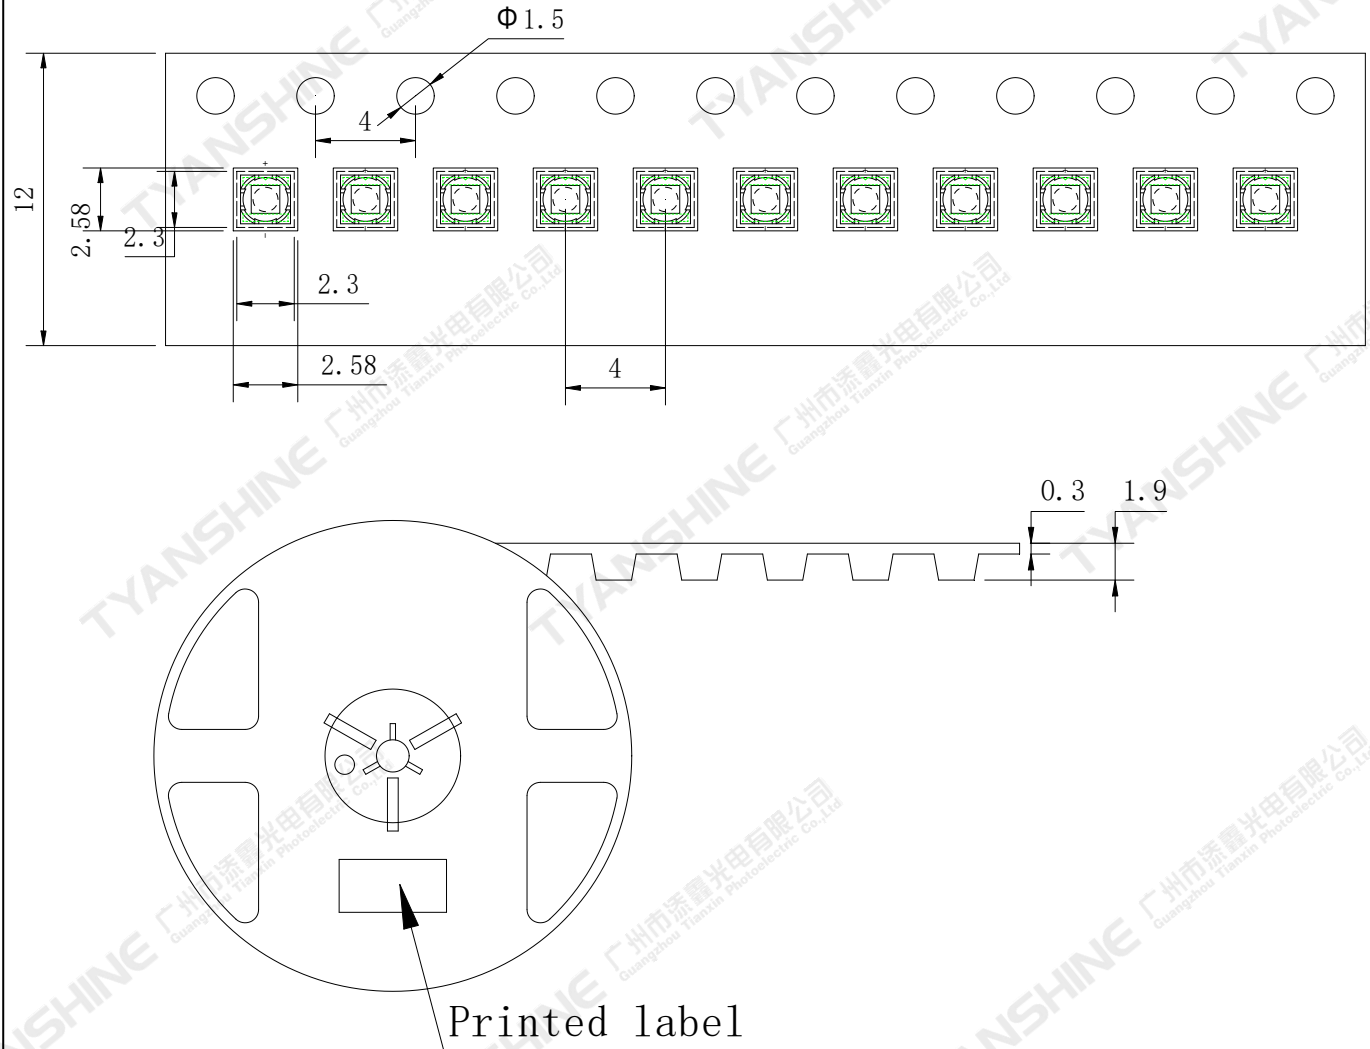 Φ1.5
4
12
2.58
2.3
2.3
2.58
4
0.3
1.9
Printed label
TYANSHINE
广州市添鑫光电有限公司
Guangzhou Tianxin Photoelectric Co.,Ltd